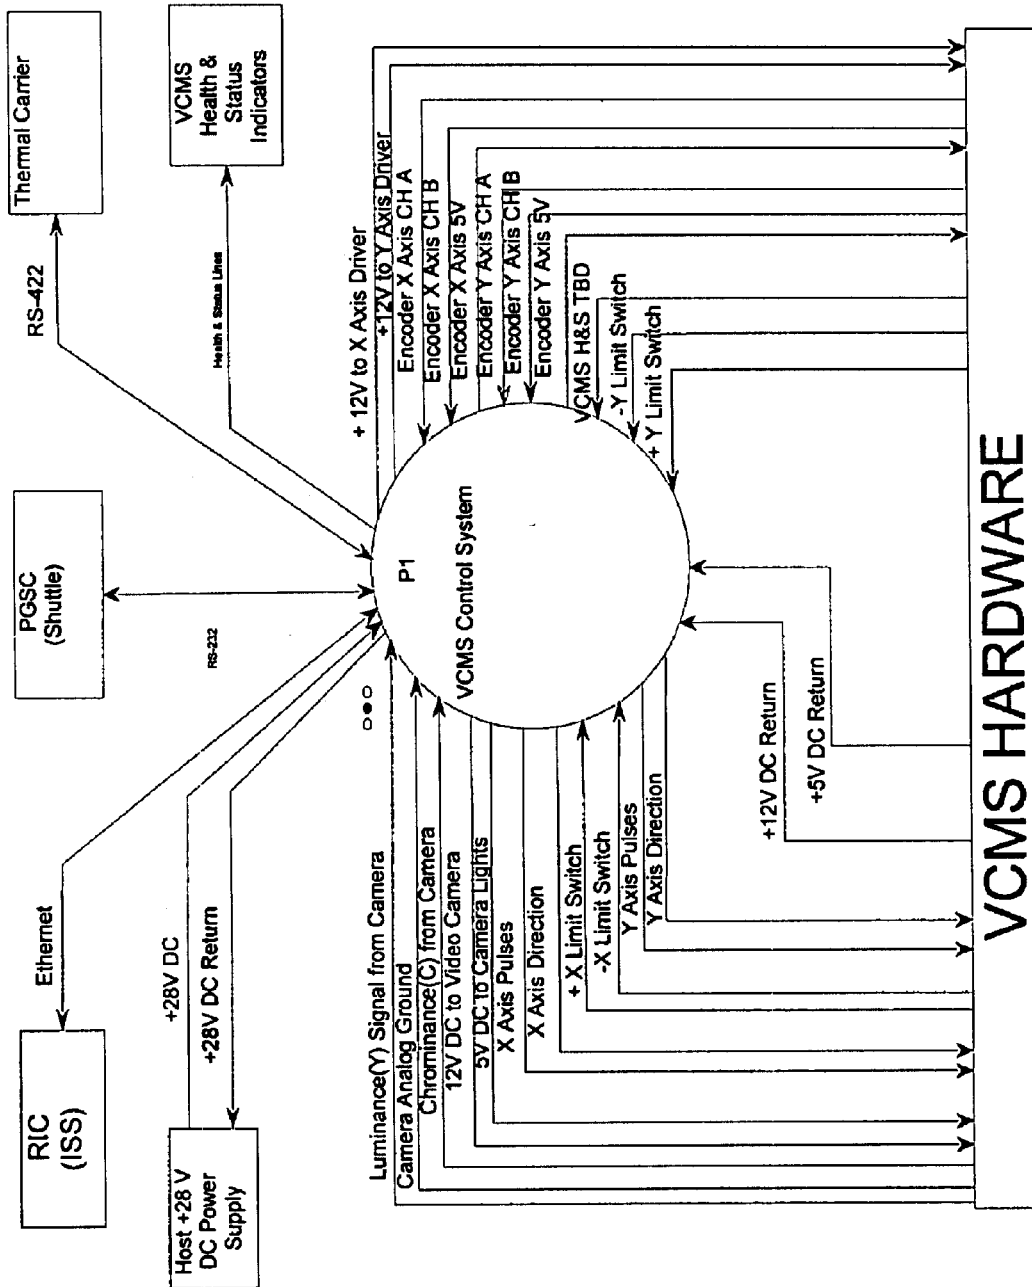 Thermal Carrier
VCMS
Health &
Status
Indicators
RS-422
Health & Status Lines
PGSC
(Shuttle)
RS-232
RIC
(ISS)
Ethernet
Host +28 V
DC Power
Supply
+28V DC
+28V DC Return
P1
VCMS Control System
+ 12V to X Axis Driver
+12V to Y Axis Driver
Encoder X Axis CH A
Encoder X Axis CH B
Encoder X Axis 5V
Encoder Y Axis CH A
Encoder Y Axis CH B
Encoder Y Axis 5V
VCMS H&S TBD
-Y Limit Switch
+ Y Limit Switch
Luminance(Y) Signal from Camera
Camera Analog Ground
Chrominance(C) from Camera
12V DC to Video Camera
5V DC to Camera Lights
X Axis Pulses
X Axis Direction
+ X Limit Switch
-X Limit Switch
Y Axis Pulses
Y Axis Direction
+12V DC Return
+5V DC Return
VCMS HARDWARE